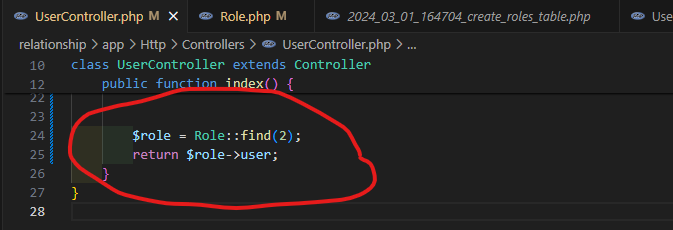 UserController.php M Role.php M 2024_03_01_164704_create_roles_table.php Use
relationship > app > Http > Controllers > UserController.php > ...
10 class UserController extends Controller
12 public function index() {
22
23
24 $role = Role::find(2);
25 return $role->user;
26 }
27 }
28